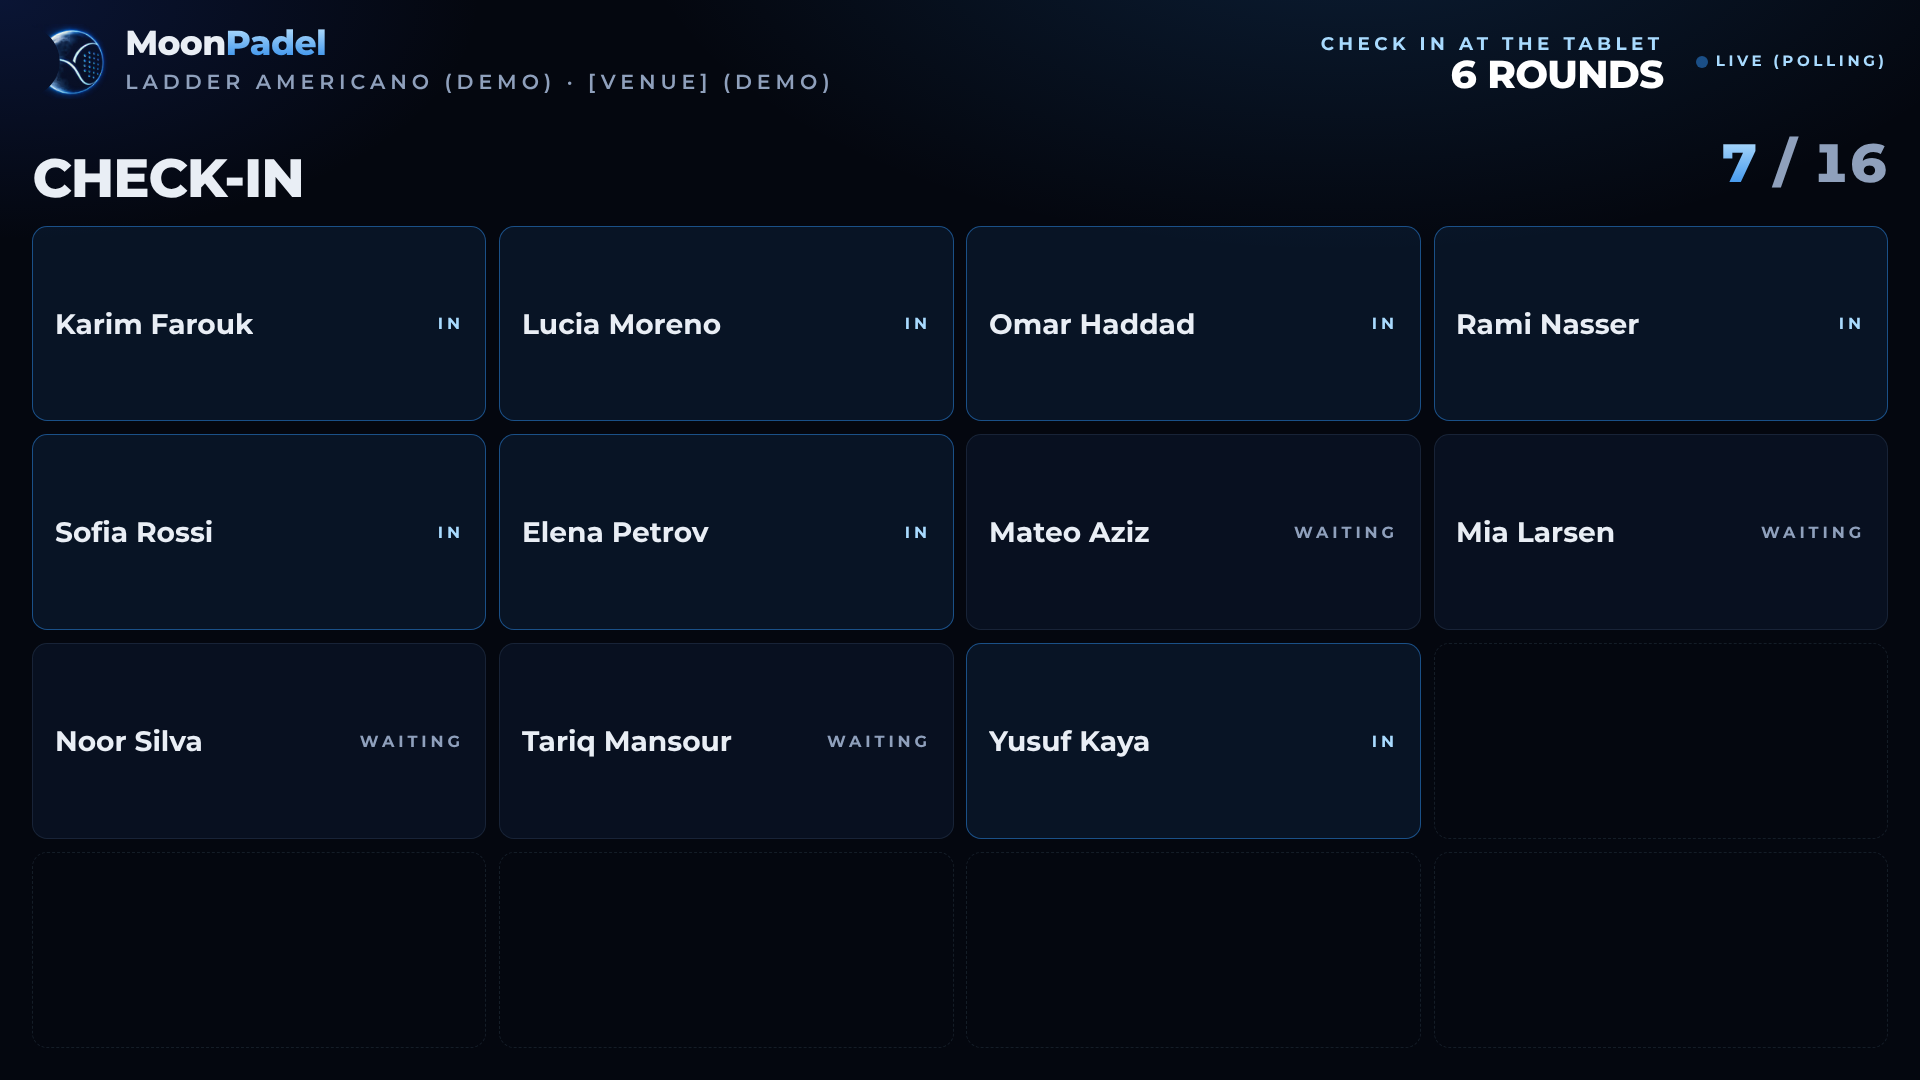 MoonPadel
LADDER AMERICANO (DEMO) · [VENUE] (DEMO)
CHECK IN AT THE TABLET
6 ROUNDS
LIVE (POLLING)
CHECK-IN
7 / 16
Karim Farouk IN
Lucia Moreno IN
Omar Haddad IN
Rami Nasser IN
Sofia Rossi IN
Elena Petrov IN
Mateo Aziz WAITING
Mia Larsen WAITING
Noor Silva WAITING
Tariq Mansour WAITING
Yusuf Kaya IN